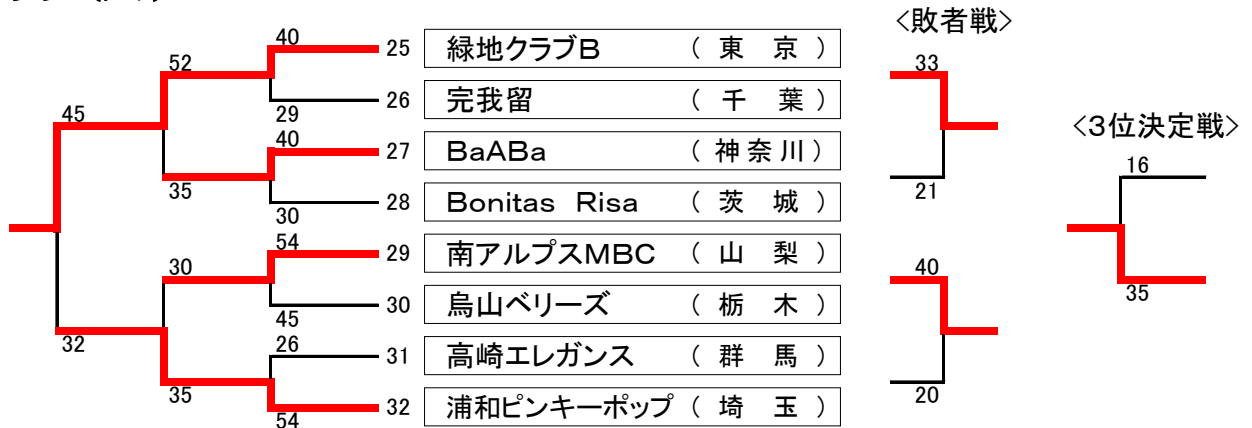 <敗者戦>
<3位決定戦>
40
25 緑地クラブB (東 京)
52
33
26 完我留 (千 葉)
29
45
40
27 BaABa (神奈川)
16
35
21
28 Bonitas Risa (茨 城)
30
54
29 南アルプスMBC (山 梨)
30
40
35
30 烏山ベリーズ (栃 木)
45
32
26
31 高崎エレガンス (群 馬)
35
20
32 浦和ピンキーポップ (埼 玉)
54